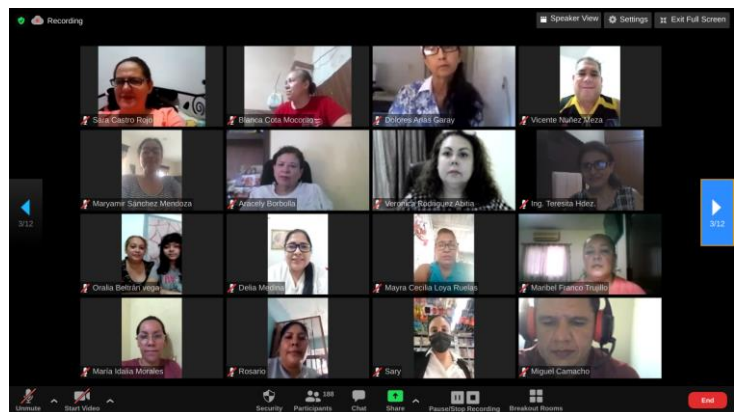 Recording
Speaker View Settings Exit Full Screen
Sara Castro Rojo Blanca Cota Mocorao Dolores Arias Garay Vicente Nuñez Meza
Maryamir Sánchez Mendoza Aracely Borbolla Veronica Rodriguez Abitia Ing. Teresita Hdez.
3/12 3/12
Oralia Beltrán vega Delia Medina Mayra Cecilia Loya Ruelas Maribel Franco Trujillo
María Idalia Morales Rosario Sary Miguel Camacho
188
Unmute Start Video Security Participants Chat Share Pause/Stop Recording Breakout Rooms End